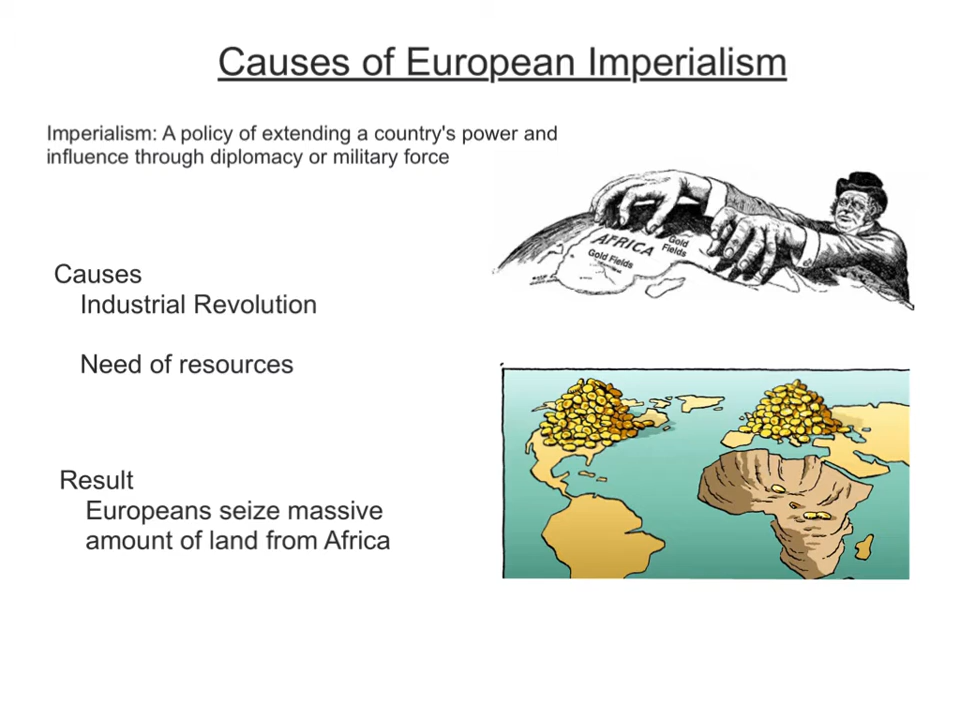 Causes of European Imperialism
Imperialism: A policy of extending a country's power and
influence through diplomacy or military force
AFRICA
Gold
Fields
Gold Fields
Causes
Industrial Revolution
Need of resources
Result
Europeans seize massive
amount of land from Africa